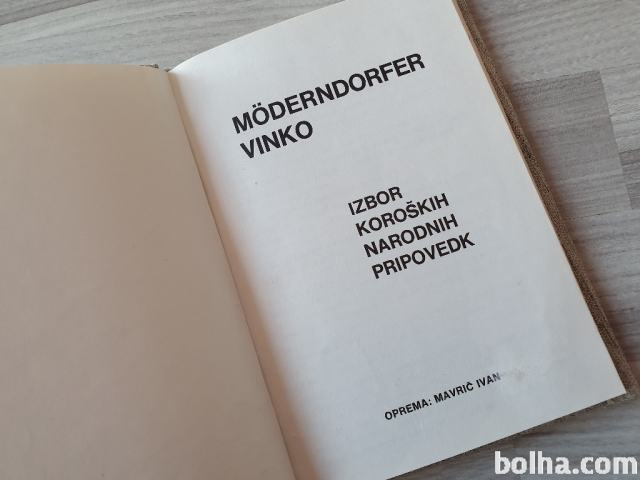 MÖDERNDORFER
VINKO
IZBOR
KOROŠKIH
NARODNIH
PRIPOVEDK
OPREMA: MAVRIČ IVAN
bolha.com